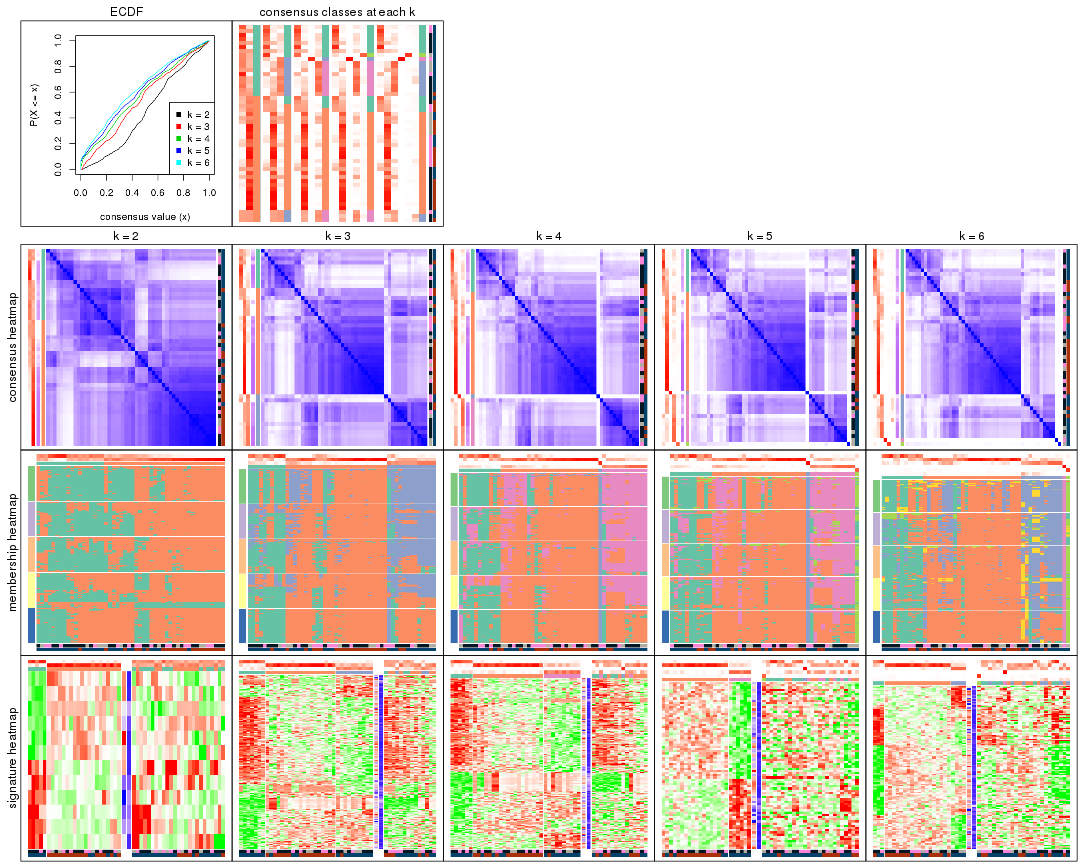 ECDF
consensus classes at each k
P(X <= x)
0.0 0.2 0.4 0.6 0.8 1.0
k = 2
k = 3
k = 4
k = 5
k = 6
0.0 0.2 0.4 0.6 0.8 1.0
consensus value (x)
k = 2
k = 3
k = 4
k = 5
k = 6
consensus heatmap
membership heatmap
signature heatmap